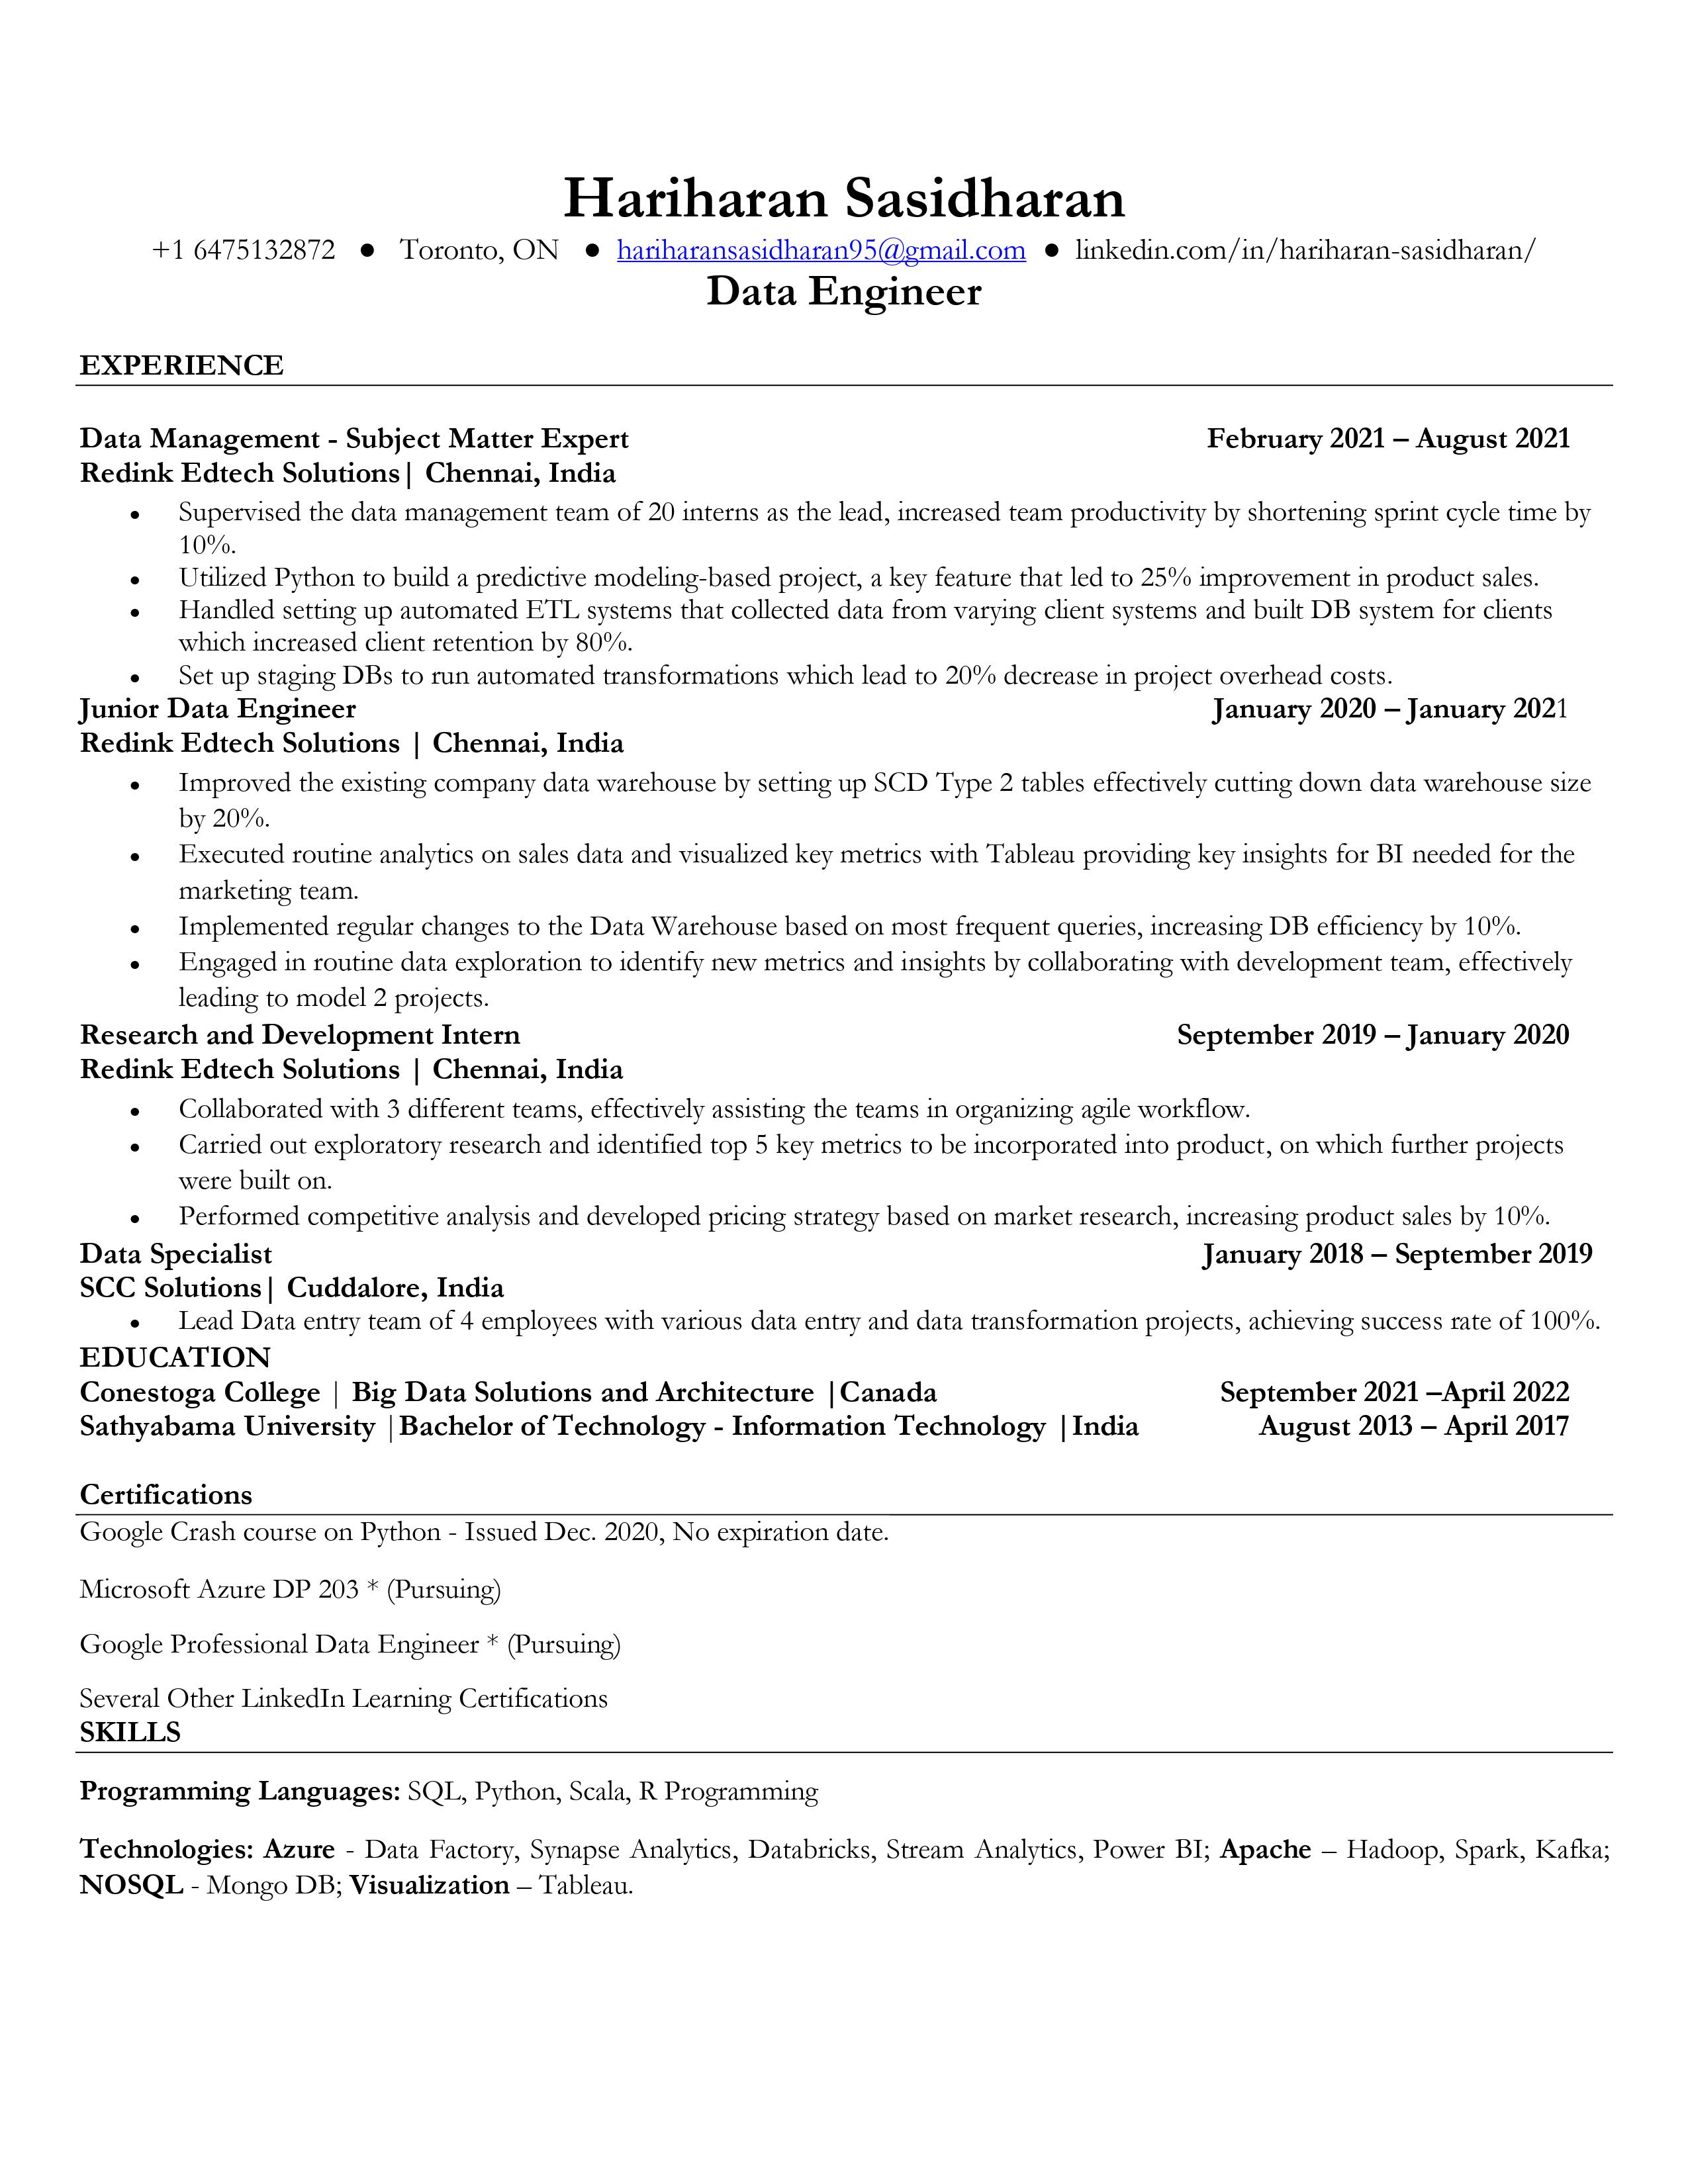 Hariharan Sasidharan
+1 6475132872 ● Toronto, ON ● hariharansasidharan95@gmail.com ● linkedin.com/in/hariharan-sasidharan/
Data Engineer
EXPERIENCE
Data Management - Subject Matter Expert February 2021 – August 2021
Redink Edtech Solutions| Chennai, India
• Supervised the data management team of 20 interns as the lead, increased team productivity by shortening sprint cycle time by
10%.
• Utilized Python to build a predictive modeling-based project, a key feature that led to 25% improvement in product sales.
• Handled setting up automated ETL systems that collected data from varying client systems and built DB system for clients
which increased client retention by 80%.
• Set up staging DBs to run automated transformations which lead to 20% decrease in project overhead costs.
Junior Data Engineer January 2020 – January 2021
Redink Edtech Solutions | Chennai, India
• Improved the existing company data warehouse by setting up SCD Type 2 tables effectively cutting down data warehouse size
by 20%.
• Executed routine analytics on sales data and visualized key metrics with Tableau providing key insights for BI needed for the
marketing team.
• Implemented regular changes to the Data Warehouse based on most frequent queries, increasing DB efficiency by 10%.
• Engaged in routine data exploration to identify new metrics and insights by collaborating with development team, effectively
leading to model 2 projects.
Research and Development Intern September 2019 – January 2020
Redink Edtech Solutions | Chennai, India
• Collaborated with 3 different teams, effectively assisting the teams in organizing agile workflow.
• Carried out exploratory research and identified top 5 key metrics to be incorporated into product, on which further projects
were built on.
• Performed competitive analysis and developed pricing strategy based on market research, increasing product sales by 10%.
Data Specialist January 2018 – September 2019
SCC Solutions| Cuddalore, India
• Lead Data entry team of 4 employees with various data entry and data transformation projects, achieving success rate of 100%.
EDUCATION
Conestoga College | Big Data Solutions and Architecture |Canada September 2021 –April 2022
Sathyabama University |Bachelor of Technology - Information Technology |India August 2013 – April 2017
Certifications
Google Crash course on Python - Issued Dec. 2020, No expiration date.
Microsoft Azure DP 203 * (Pursuing)
Google Professional Data Engineer * (Pursuing)
Several Other LinkedIn Learning Certifications
SKILLS
Programming Languages: SQL, Python, Scala, R Programming
Technologies: Azure - Data Factory, Synapse Analytics, Databricks, Stream Analytics, Power BI; Apache – Hadoop, Spark, Kafka;
NOSQL - Mongo DB; Visualization – Tableau.